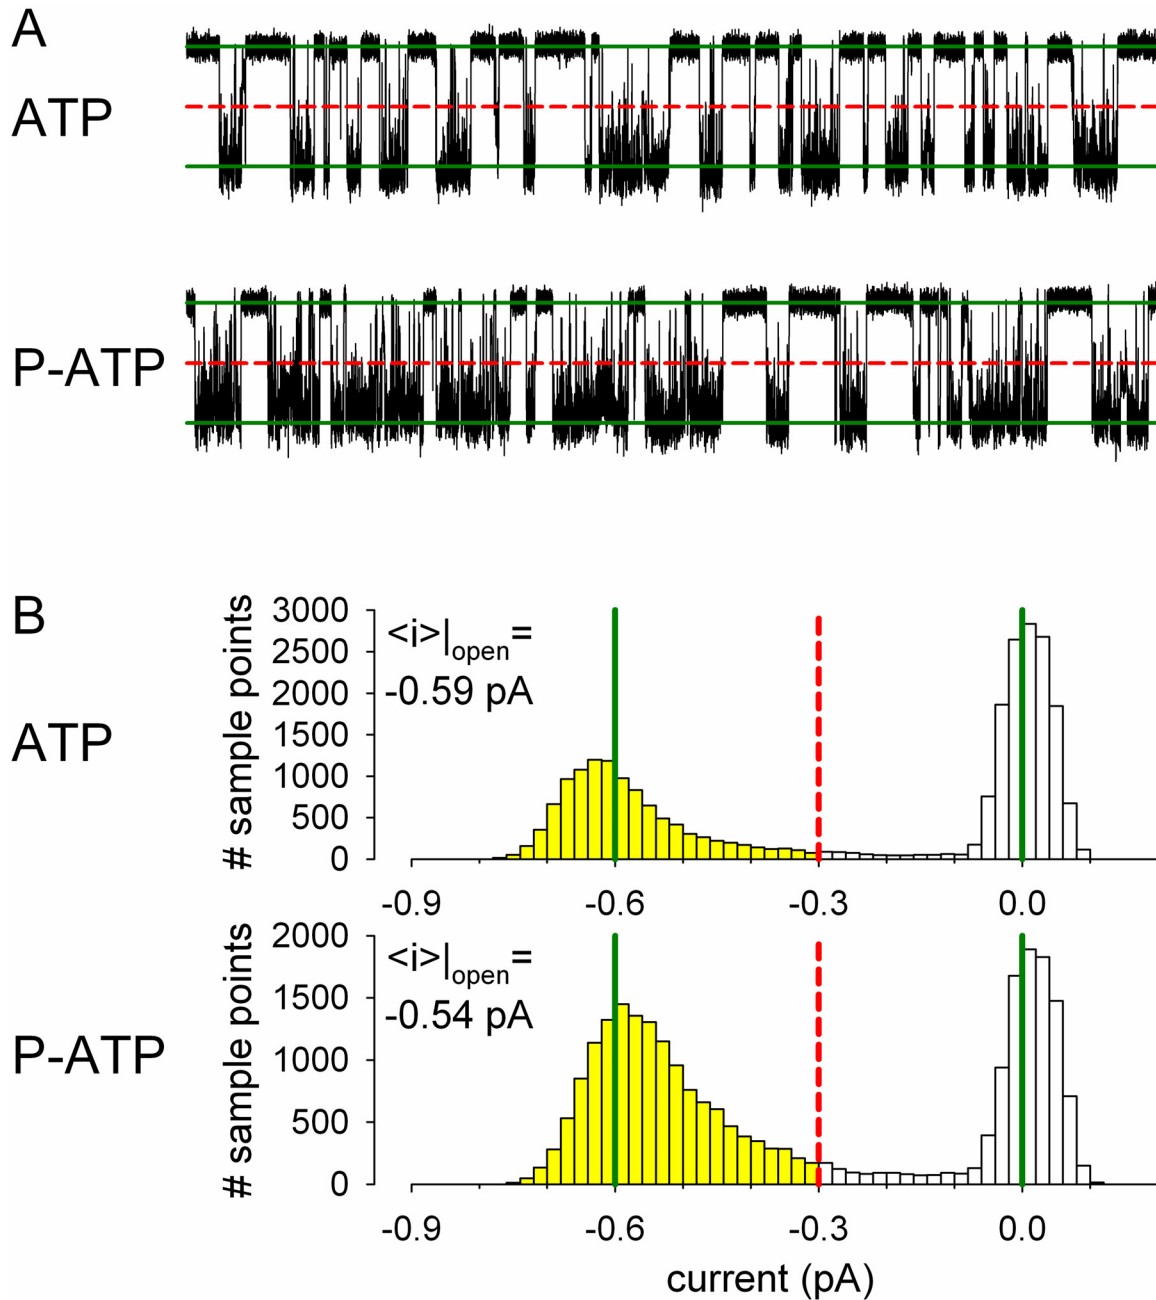 A
ATP
P-ATP
B
ATP
# sample points
3000
2500
2000
1500
1000
500
0
<i>|open=
-0.59 pA
-0.9
-0.6
-0.3
0.0
P-ATP
# sample points
2000
1500
1000
500
0
<i>|open=
-0.54 pA
-0.9
-0.6
-0.3
0.0
current (pA)